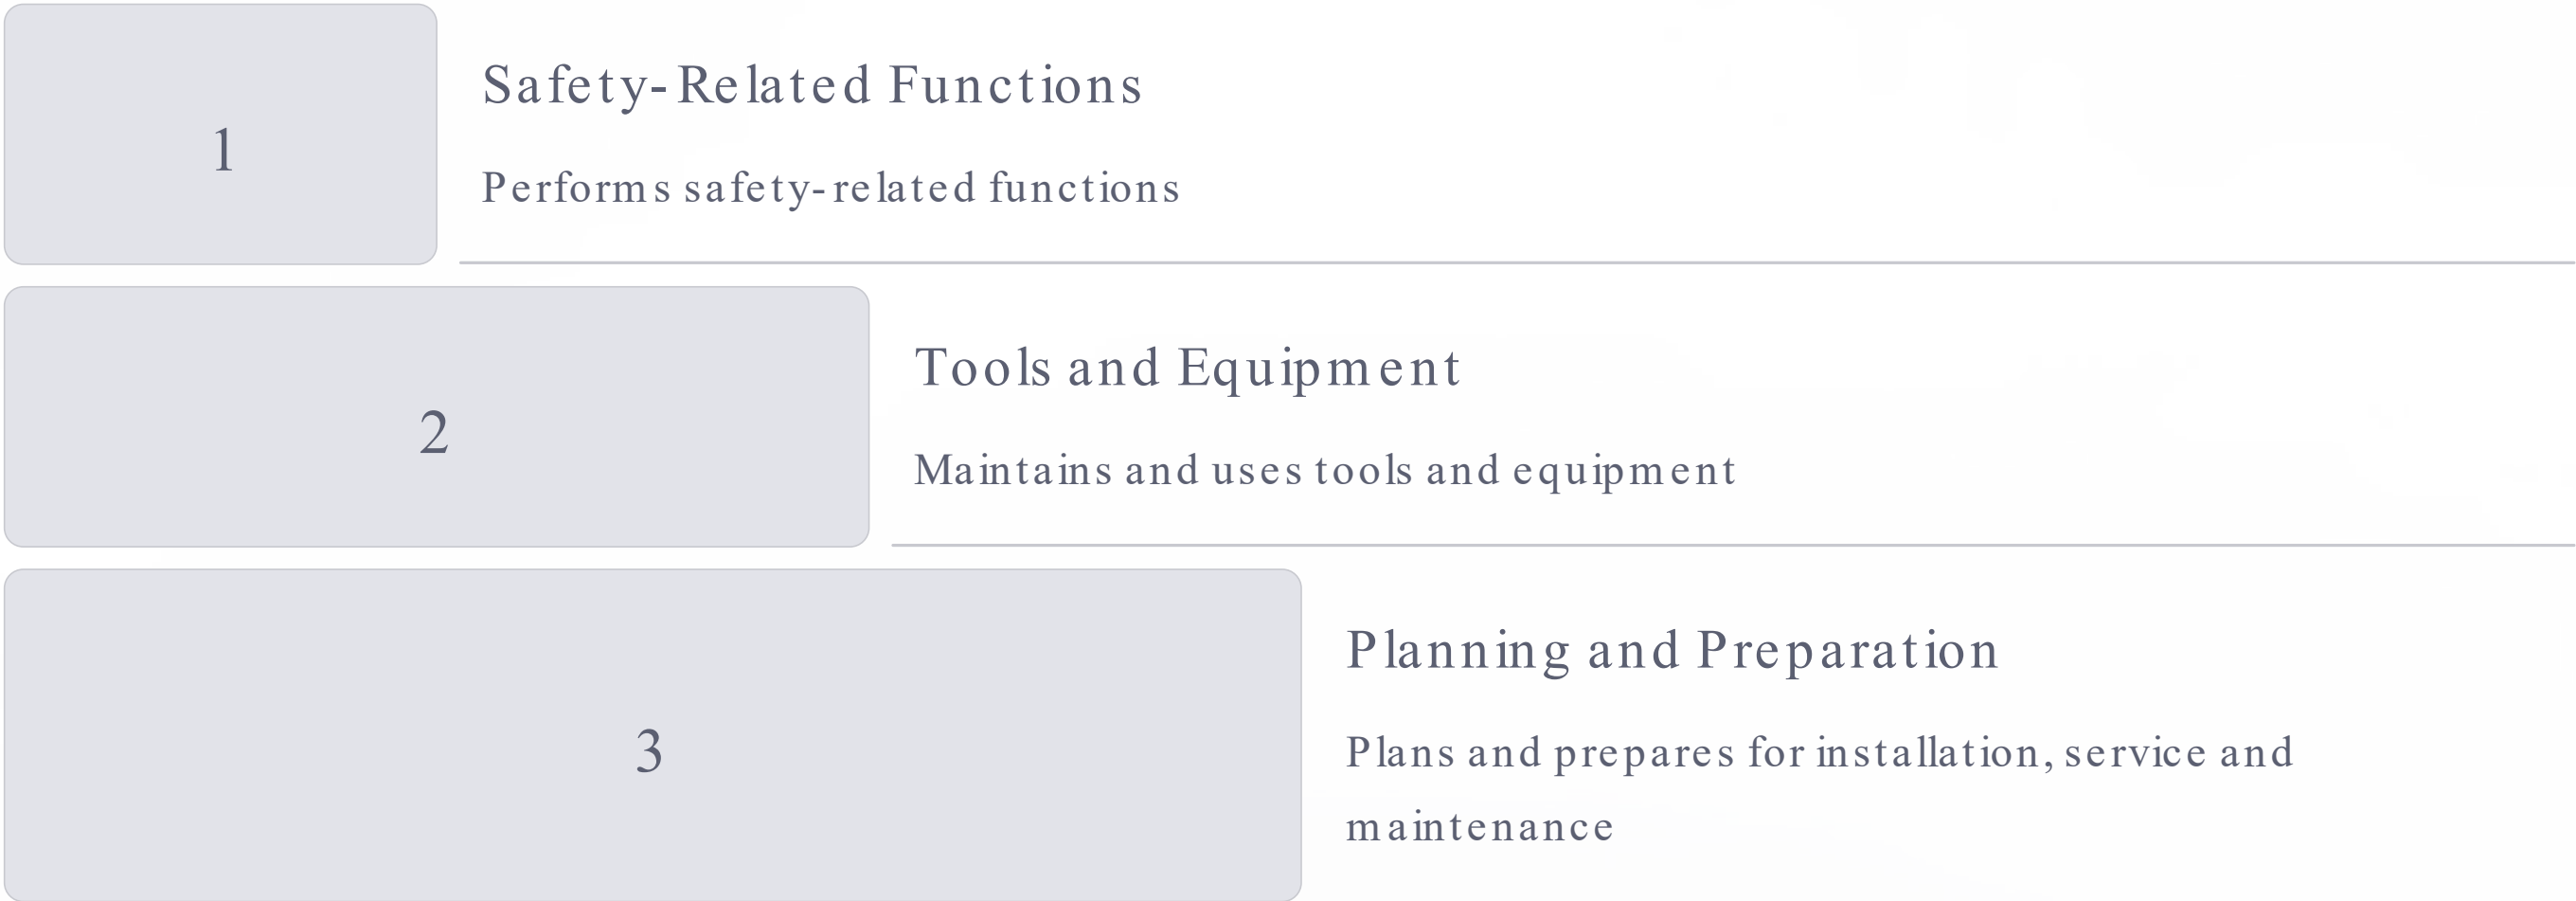 1
Safety-Related Functions
Performs safety-related functions
2
Tools and Equipment
Maintains and uses tools and equipment
3
Planning and Preparation
Plans and prepares for installation, service and
maintenance